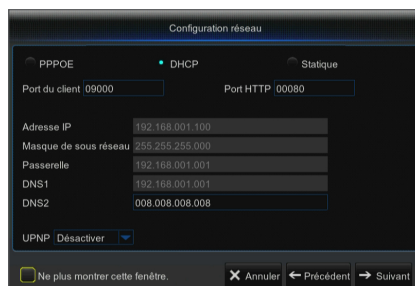 Configuration réseau
PPPOE DHCP Statique
Port du client 09000 Port HTTP 00080
Adresse IP 192.168.001.100
Masque de sous réseau 255.255.255.000
Passerelle 192.168.001.001
DNS1 192.168.001.001
DNS2 008.008.008.008
UPNP Désactiver
Ne plus montrer cette fenêtre. Annuler Précédent Suivant